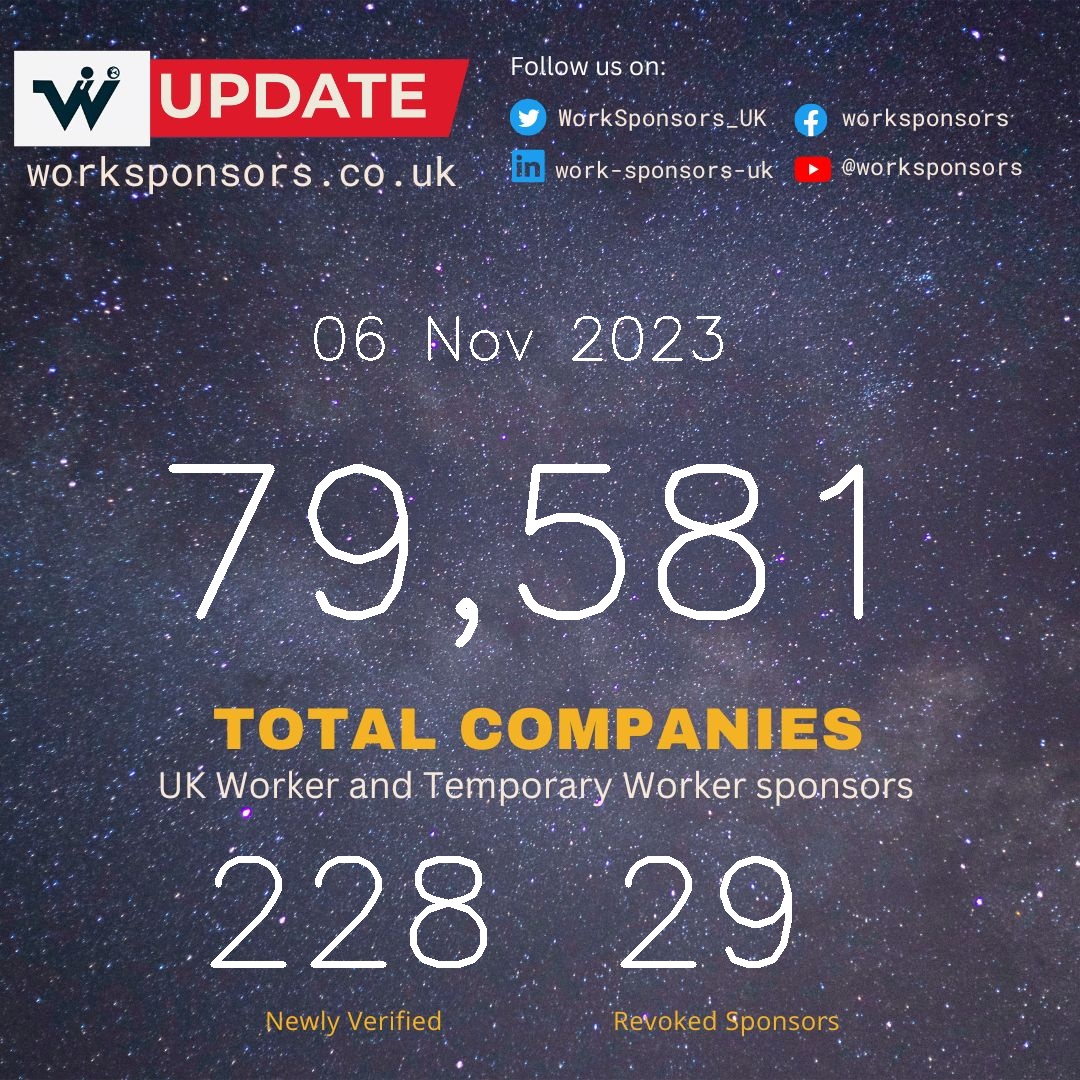 UPDATE
worksponsors.co.uk
Follow us on:
WorkSponsors_UK
worksponsors
in work-sponsors-uk
@worksponsors
06 Nov 2023
79,581
TOTAL COMPANIES
UK Worker and Temporary Worker sponsors
228
29
Newly Verified
Revoked Sponsors